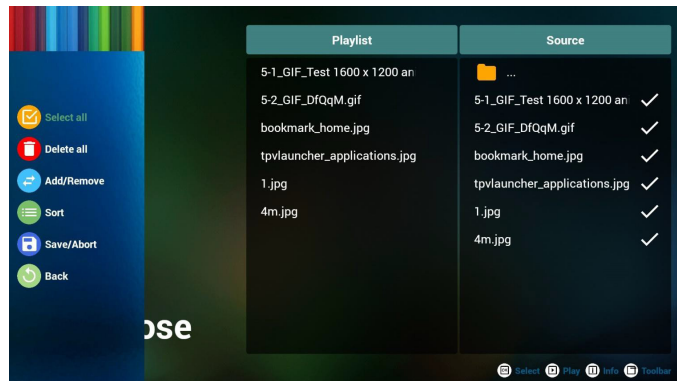 Playlist
Source
5-1_GIF_Test 1600 x 1200 an
...
5-2_GIF_DfQqM.gif
5-1_GIF_Test 1600 x 1200 an
bookmark_home.jpg
5-2_GIF_DfQqM.gif
tpvlauncher_applications.jpg
bookmark_home.jpg
1.jpg
tpvlauncher_applications.jpg
4m.jpg
1.jpg
4m.jpg
Select all
Delete all
Add/Remove
Sort
Save/Abort
Back
ose
Select Play Info Toolbar